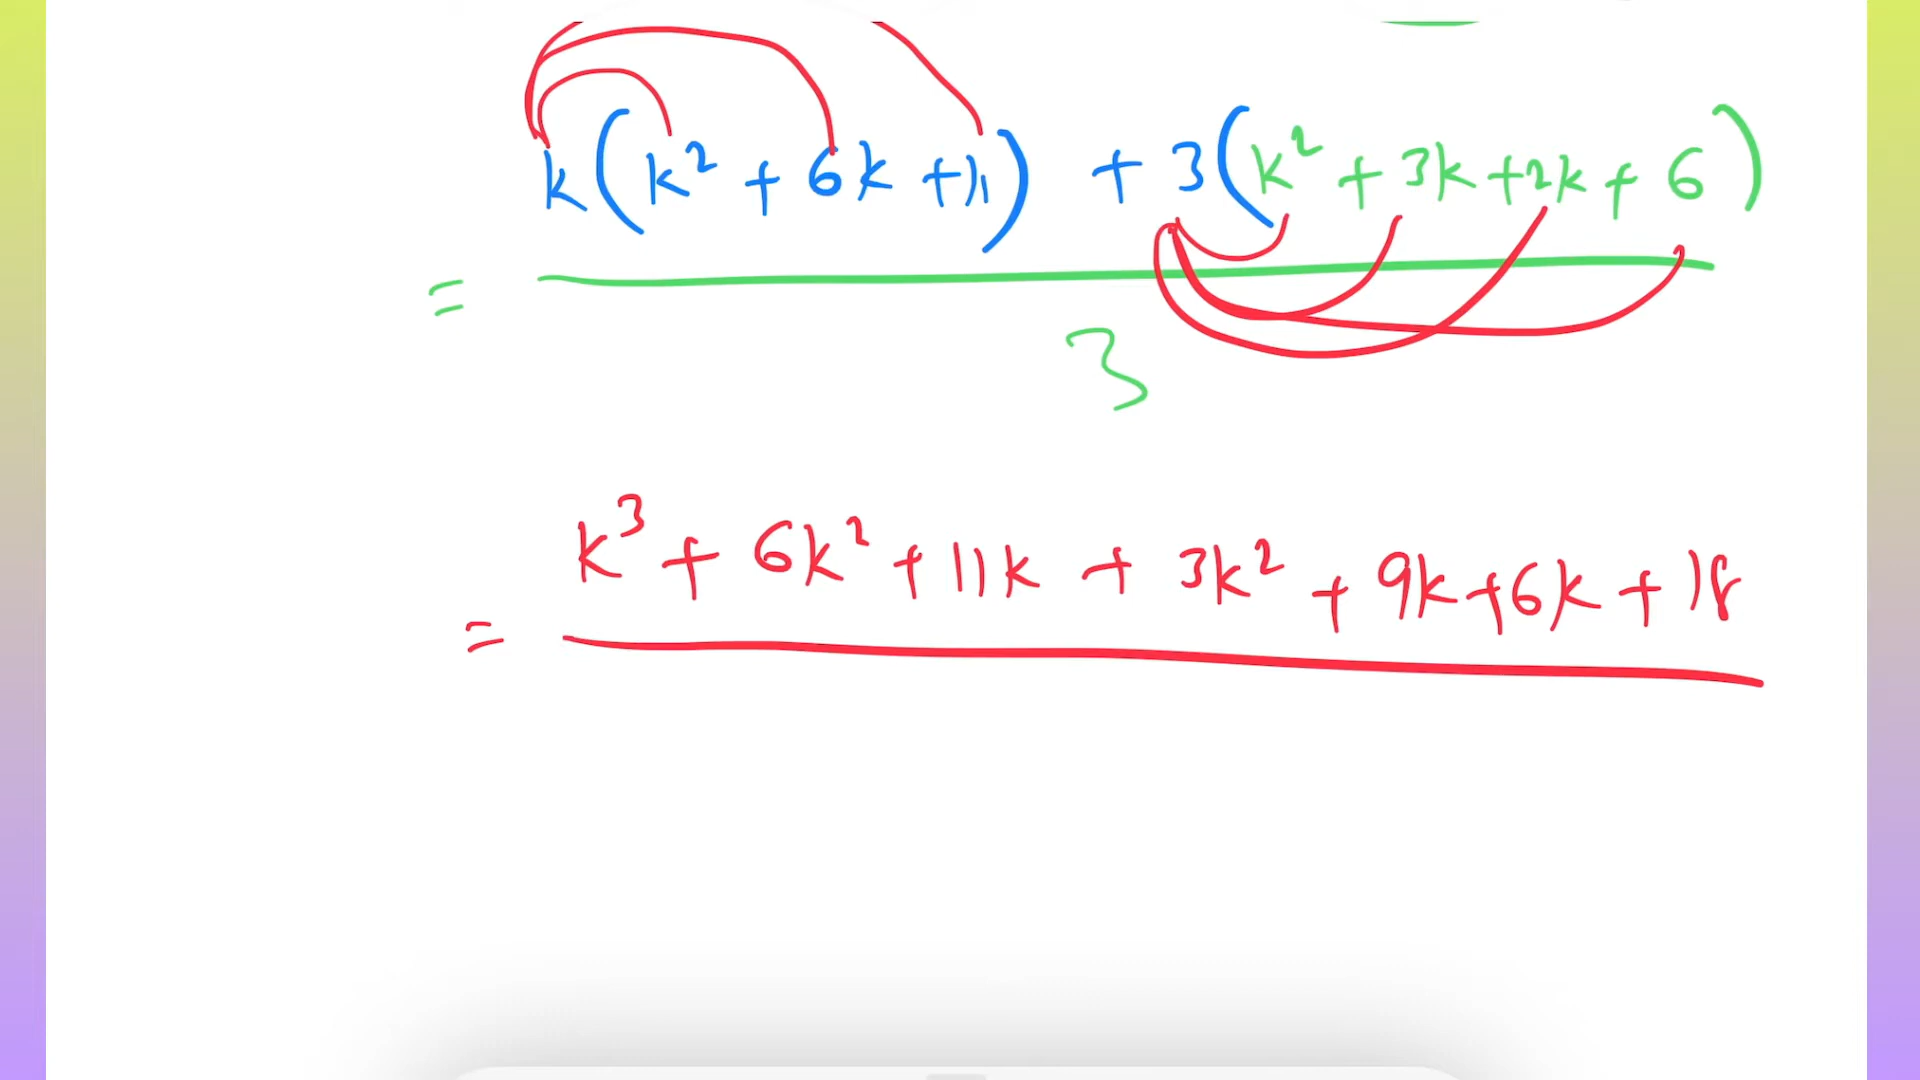 k(k² + 6k + 11) + 3(k² + 3k + 2k + 6)
=
3
k³ + 6k² + 11k + 3k² + 9k + 6k + 18
=